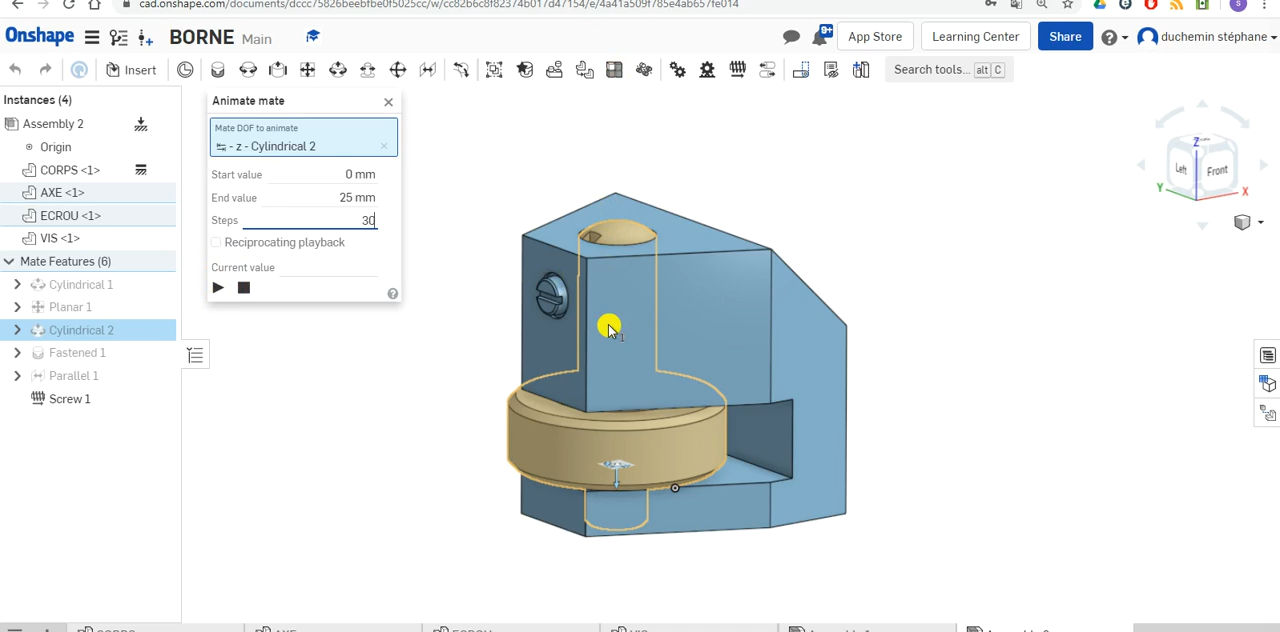 cad.onshape.com/documents/dccc75826beebfbe0f5025cc/w/cc82b6c8f82374b017d47154/e/4a41a509f785e4ab657fe014
Onshape BORNE Main 9+ App Store Learning Center Share duchemin stéphane
Insert Search tools... alt C
Instances (4)
Assembly 2
Origin
CORPS <1>
AXE <1>
ECROU <1>
VIS <1>
Mate Features (6)
Cylindrical 1
Planar 1
Cylindrical 2
Fastened 1
Parallel 1
Screw 1
Animate mate
Mate DOF to animate
- z - Cylindrical 2
Start value 0 mm
End value 25 mm
Steps 30
Reciprocating playback
Current value
1
Z
Left Front
Y X